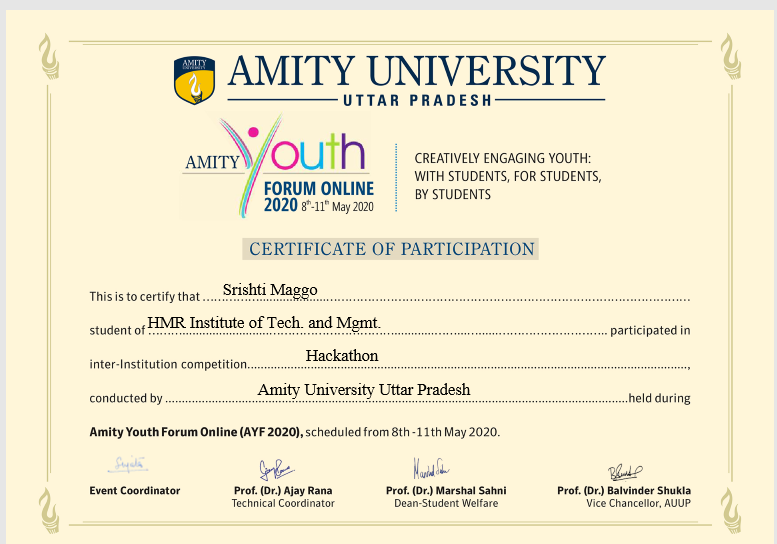 AMITY
UNIVERSITY
AMITY UNIVERSITY
UTTAR PRADESH
AMITY Youth
FORUM ONLINE
2020 8th-11th May 2020
CREATIVELY ENGAGING YOUTH:
WITH STUDENTS, FOR STUDENTS,
BY STUDENTS
CERTIFICATE OF PARTICIPATION
This is to certify that Srishti Maggo
student of HMR Institute of Tech. and Mgmt. participated in
inter-Institution competition Hackathon,
conducted by Amity University Uttar Pradesh held during
Amity Youth Forum Online (AYF 2020), scheduled from 8th -11th May 2020.
Event Coordinator
Prof. (Dr.) Ajay Rana
Technical Coordinator
Prof. (Dr.) Marshal Sahni
Dean-Student Welfare
Prof. (Dr.) Balvinder Shukla
Vice Chancellor, AUUP